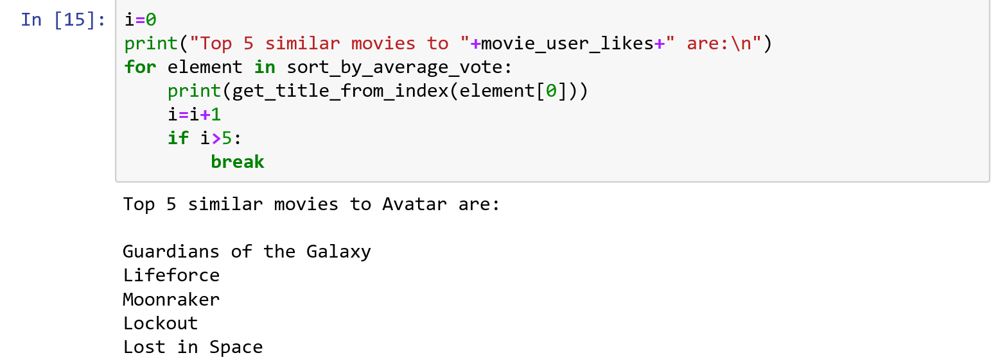 In [15]: i=0
print("Top 5 similar movies to "+movie_user_likes+" are:\n")
for element in sort_by_average_vote:
    print(get_title_from_index(element[0]))
    i=i+1
    if i>5:
        break
Top 5 similar movies to Avatar are:

Guardians of the Galaxy
Lifeforce
Moonraker
Lockout
Lost in Space